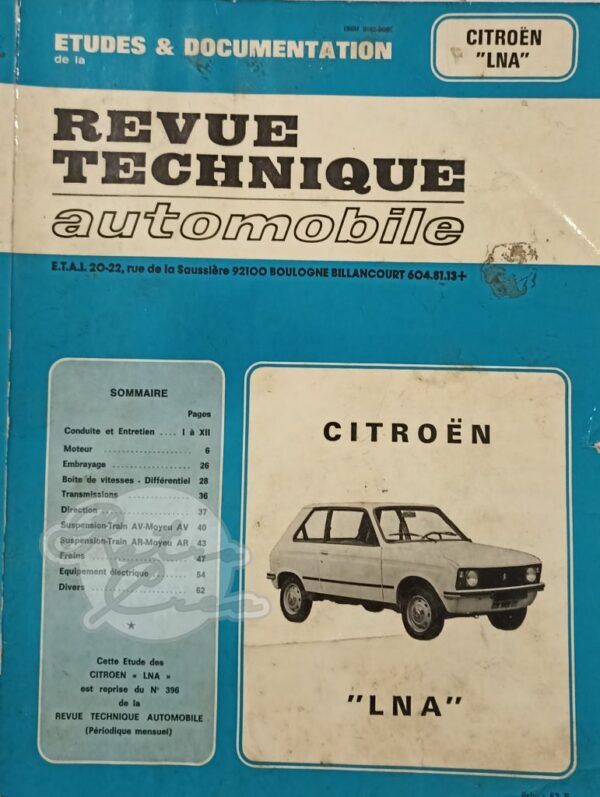 ETUDES & DOCUMENTATION
de la
CITROËN
"LNA"
REVUE
TECHNIQUE
automobile
E.T.A.I. 20-22, rue de la Saussière 92100 BOULOGNE BILLANCOURT 604.81.13+
SOMMAIRE
Pages
Conduite et Entretien .... I à XII
Moteur ........................ 6
Embrayage .................... 26
Boite de vitesses - Différentiel 28
Transmissions ................ 36
Direction .................... 37
Suspension-Train AV-Moyeu AV 40
Suspension-Train AR-Moyeu AR 43
Freins ........................ 47
Equipement électrique .... 54
Divers ........................ 62
Cette Etude des
CITROEN « LNA »
est reprise du N° 396
de la
REVUE TECHNIQUE AUTOMOBILE
(Périodique mensuel)
CITROËN
"LNA"